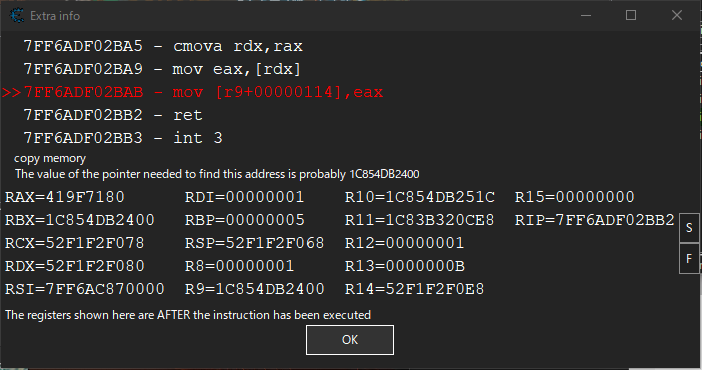 Extra info
7FF6ADF02BA5 - cmova rdx,rax
7FF6ADF02BA9 - mov eax,[rdx]
>>7FF6ADF02BAB - mov [r9+00000114],eax
7FF6ADF02BB2 - ret
7FF6ADF02BB3 - int 3
copy memory
The value of the pointer needed to find this address is probably 1C854DB2400
RAX=419F7180 RDI=00000001 R10=1C854DB251C R15=00000000
RBX=1C854DB2400 RBP=00000005 R11=1C83B320CE8 RIP=7FF6ADF02BB2
RCX=52F1F2F078 RSP=52F1F2F068 R12=00000001
RDX=52F1F2F080 R8=00000001 R13=0000000B
RSI=7FF6AC870000 R9=1C854DB2400 R14=52F1F2F0E8
S
F
The registers shown here are AFTER the instruction has been executed
OK